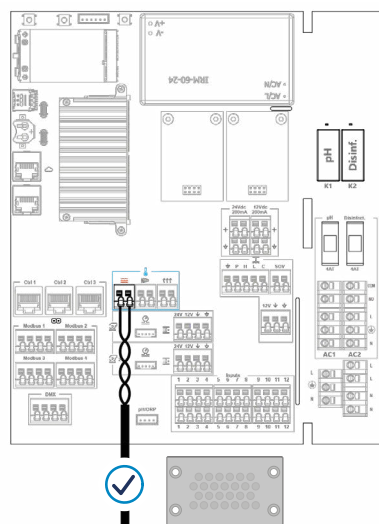 V+
V-
IRM-60-24
AC/N
AC/L
pH
Disinf.
K1
K2
24Vdc
200mA
12Vdc
200mA
pH
Disinfect.
4A T
4A T
P H L C
SGV
Ctrl 1
Ctrl 2
Ctrl 3
12V
COM
NO
L
N
AC1
AC2
L
L
N
N
Modbus 1
Modbus 2
Modbus 3
Modbus 4
DME
24V 12V
24V 12V
pH/ORP
Inputs
1 2 3 4 5 6 7 8 9 10 11 12
1 2 3 4 5 6 7 8 9 10 11 12